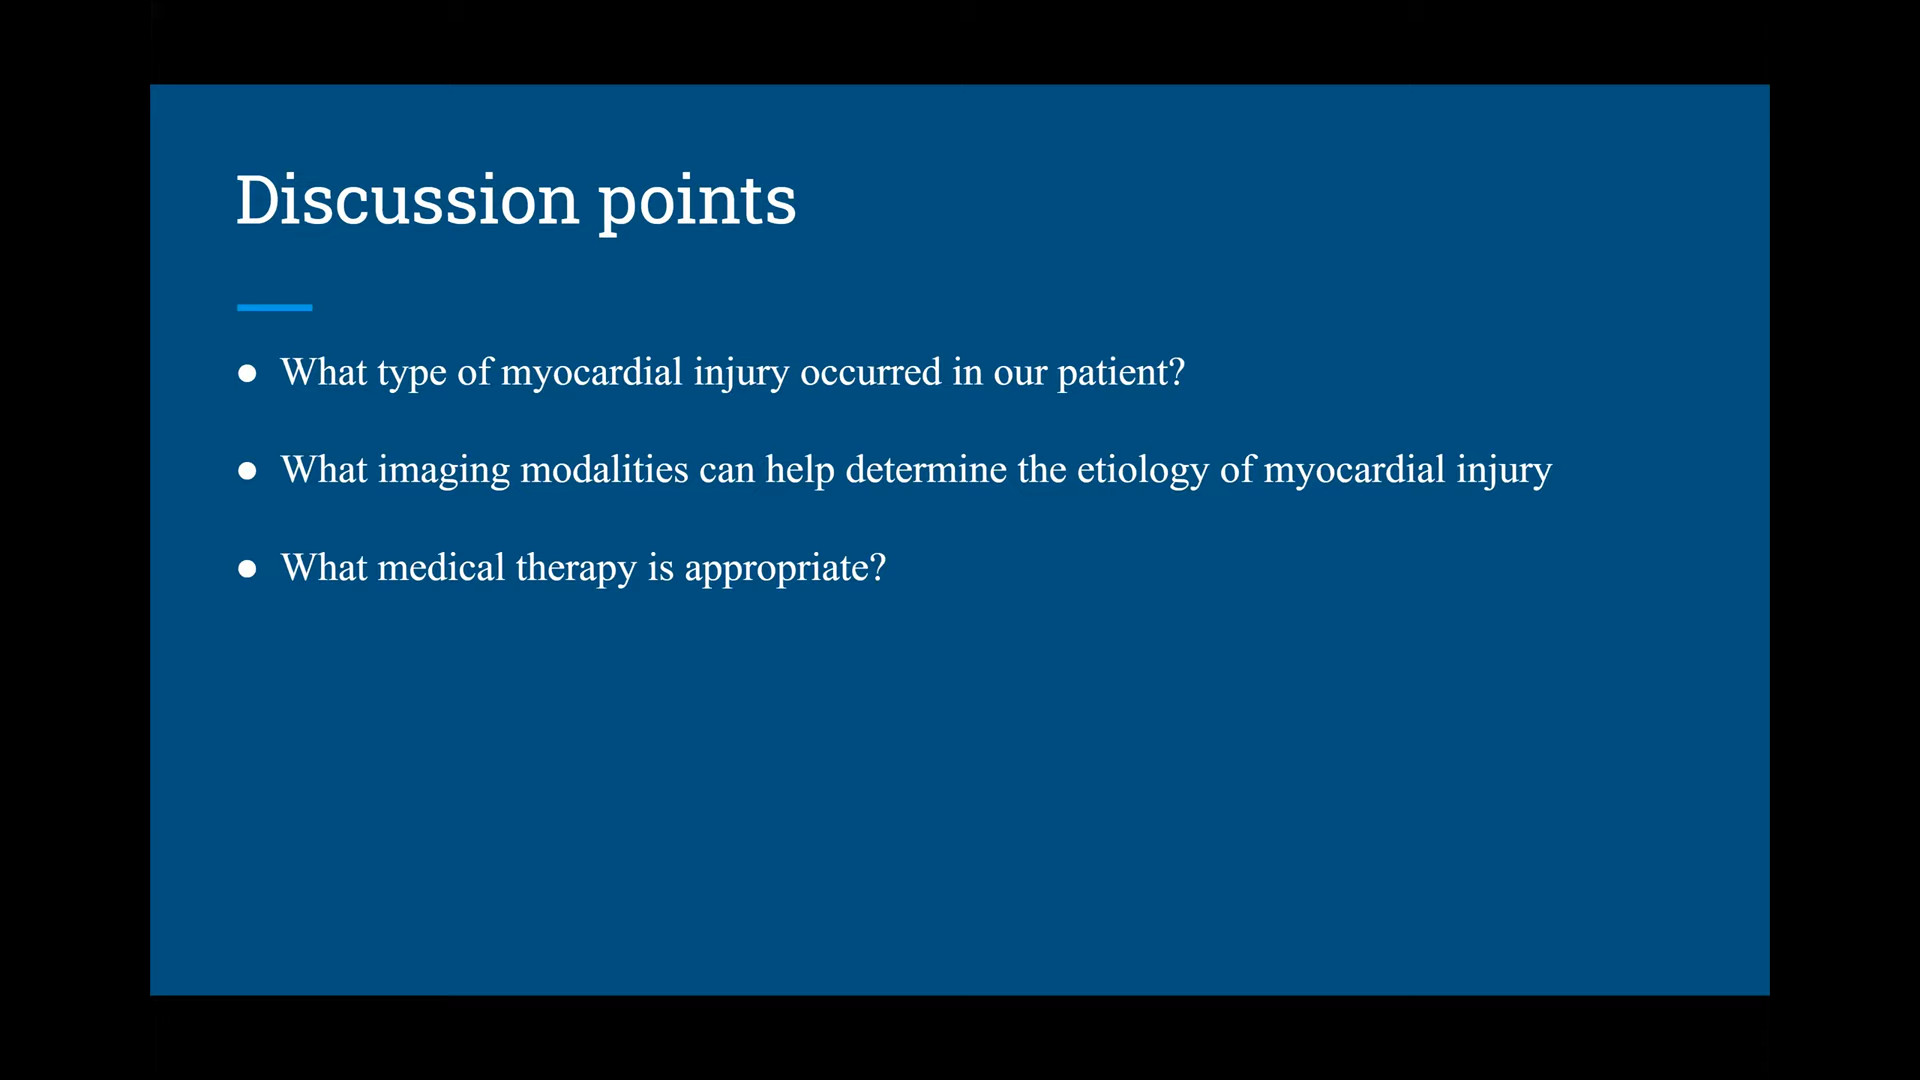 Discussion points
● What type of myocardial injury occurred in our patient?
● What imaging modalities can help determine the etiology of myocardial injury
● What medical therapy is appropriate?